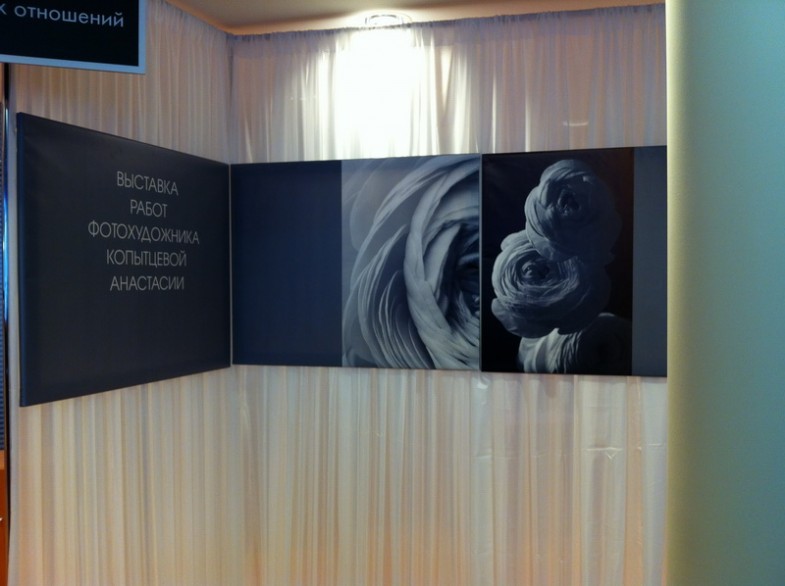 к отношений
ВЫСТАВКА
РАБОТ
ФОТОХУДОЖНИКА
КОПЫТЦЕВОЙ
АНАСТАСИИ